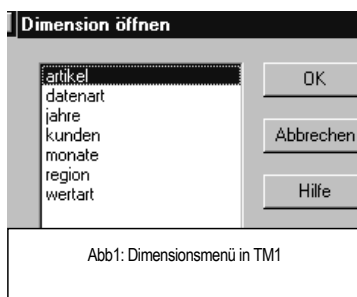 Dimension öffnen
artikel
datenart
jahre
kunden
monate
region
wertart
OK
Abbrechen
Hilfe
Abb1: Dimensionsmenü in TM1